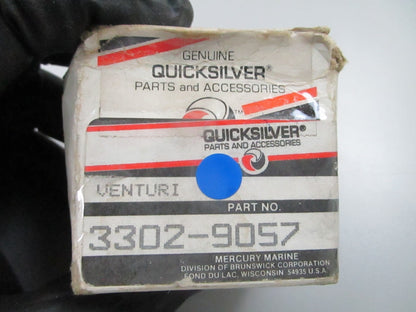 GENUINE
QUICKSILVER®
PARTS and ACCESSORIES
TM
QUICKSILVER®
PARTS and ACCESSORIES
VENTURI
PART NO.
3302-9057
MERCURY MARINE
DIVISION OF BRUNSWICK CORPORATION
FOND DU LAC, WISCONSIN 54935 U.S.A.